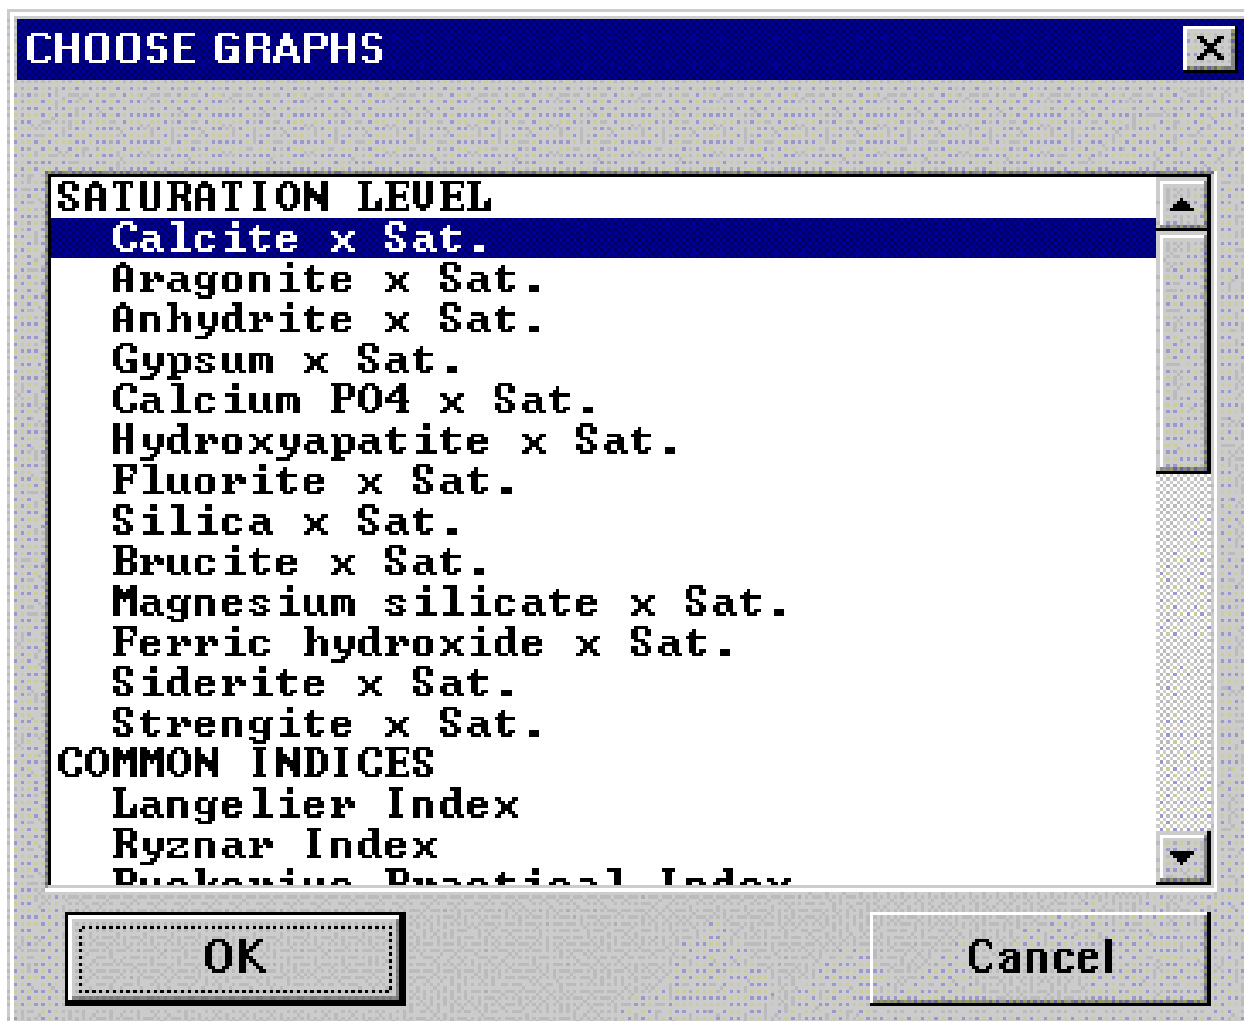 CHOOSE GRAPHS
SATURATION LEVEL
Calcite x Sat.
Aragonite x Sat.
Anhydrite x Sat.
Gypsum x Sat.
Calcium PO4 x Sat.
Hydroxyapatite x Sat.
Fluorite x Sat.
Silica x Sat.
Brucite x Sat.
Magnesium silicate x Sat.
Ferric hydroxide x Sat.
Siderite x Sat.
Strengite x Sat.
COMMON INDICES
Langelier Index
Ryznar Index
Practical Index
OK
Cancel